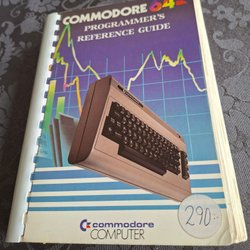 COMMODORE 64
PROGRAMMER'S
REFERENCE GUIDE
commodore
COMPUTER
290:-